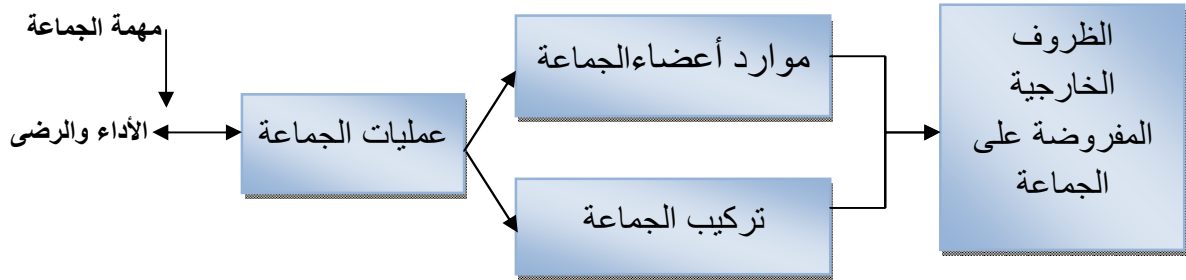 الظروف
الخارجية
المفروضة على
الجماعة
موارد أعضاءالجماعة
تركيب الجماعة
عمليات الجماعة
مهمة الجماعة
الأداء والرضى